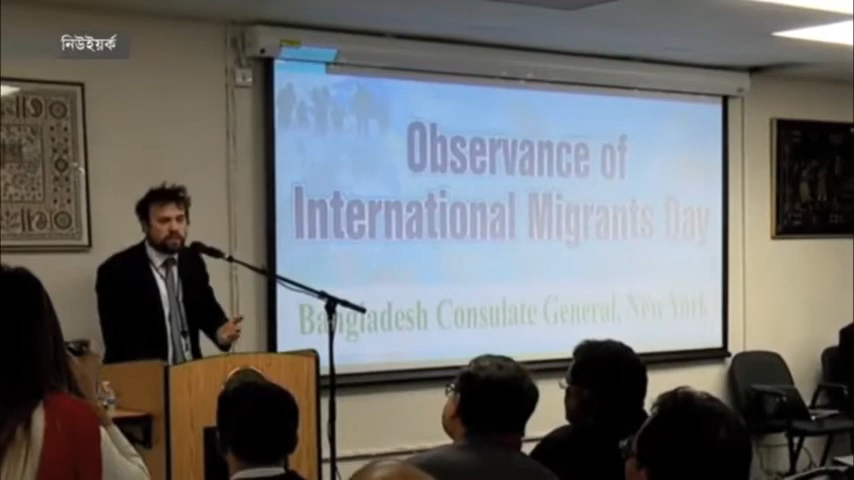 নিউইয়র্ক
Observance of
International Migrants Day
Bangladesh Consulate General, New York.